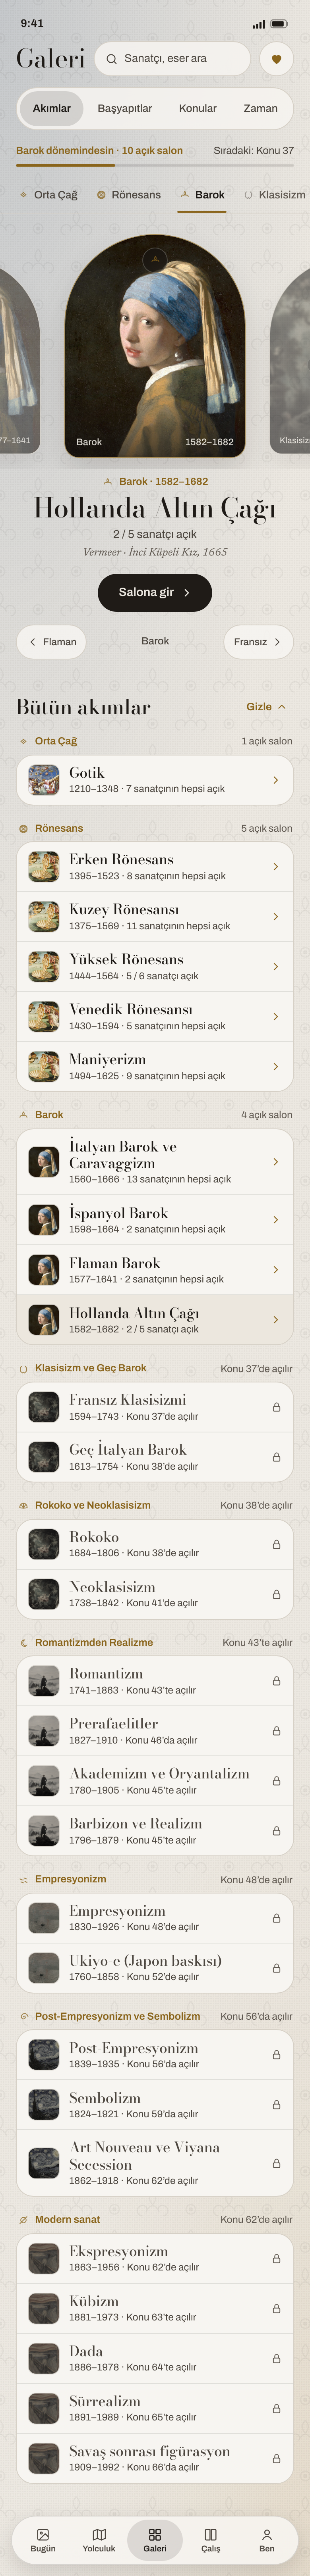 9:41
Galeri
Sanatçı, eser ara
Akımlar Başyapıtlar Konular Zaman
Barok dönemindesin · 10 açık salon Sıradaki: Konu 37
Orta Çağ Rönesans Barok Klasisizm
77–1641
Barok 1582–1682
Klasisiz
Barok · 1582–1682
Hollanda Altın Çağı
2 / 5 sanatçı açık
Vermeer · İnci Küpeli Kız, 1665
Salona gir
Flaman Barok Fransız
Bütün akımlar Gizle
Orta Çağ 1 açık salon
Gotik
1210–1348 · 7 sanatçının hepsi açık
Rönesans 5 açık salon
Erken Rönesans
1395–1523 · 8 sanatçının hepsi açık
Kuzey Rönesansı
1375–1569 · 11 sanatçının hepsi açık
Yüksek Rönesans
1444–1564 · 5 / 6 sanatçı açık
Venedik Rönesansı
1430–1594 · 5 sanatçının hepsi açık
Maniyerizm
1494–1625 · 9 sanatçının hepsi açık
Barok 4 açık salon
İtalyan Barok ve
Caravaggizm
1560–1666 · 13 sanatçının hepsi açık
İspanyol Barok
1598–1664 · 2 sanatçının hepsi açık
Flaman Barok
1577–1641 · 2 sanatçının hepsi açık
Hollanda Altın Çağı
1582–1682 · 2 / 5 sanatçı açık
Klasisizm ve Geç Barok Konu 37'de açılır
Fransız Klasisizmi
1594–1743 · Konu 37'de açılır
Geç İtalyan Barok
1613–1754 · Konu 38'de açılır
Rokoko ve Neoklasisizm Konu 38'de açılır
Rokoko
1684–1806 · Konu 38'de açılır
Neoklasisizm
1738–1842 · Konu 41'de açılır
Romantizmden Realizme Konu 43'te açılır
Romantizm
1741–1863 · Konu 43'te açılır
Prerafaelitler
1827–1910 · Konu 46'da açılır
Akademizm ve Oryantalizm
1780–1905 · Konu 45'te açılır
Barbizon ve Realizm
1796–1879 · Konu 45'te açılır
Empresyonizm Konu 48'de açılır
Empresyonizm
1830–1926 · Konu 48'de açılır
Ukiyo-e (Japon baskısı)
1760–1858 · Konu 52'de açılır
Post-Empresyonizm ve Sembolizm Konu 56'da açılır
Post-Empresyonizm
1839–1935 · Konu 56'da açılır
Sembolizm
1824–1921 · Konu 59'da açılır
Art Nouveau ve Viyana
Secession
1862–1918 · Konu 62'de açılır
Modern sanat Konu 62'de açılır
Ekspresyonizm
1863–1956 · Konu 62'de açılır
Kübizm
1881–1973 · Konu 63'te açılır
Dada
1886–1978 · Konu 64'te açılır
Sürrealizm
1891–1989 · Konu 65'te açılır
Savaş sonrası figürasyon
1909–1992 · Konu 66'da açılır
Bugün Yolculuk Galeri Çalış Ben